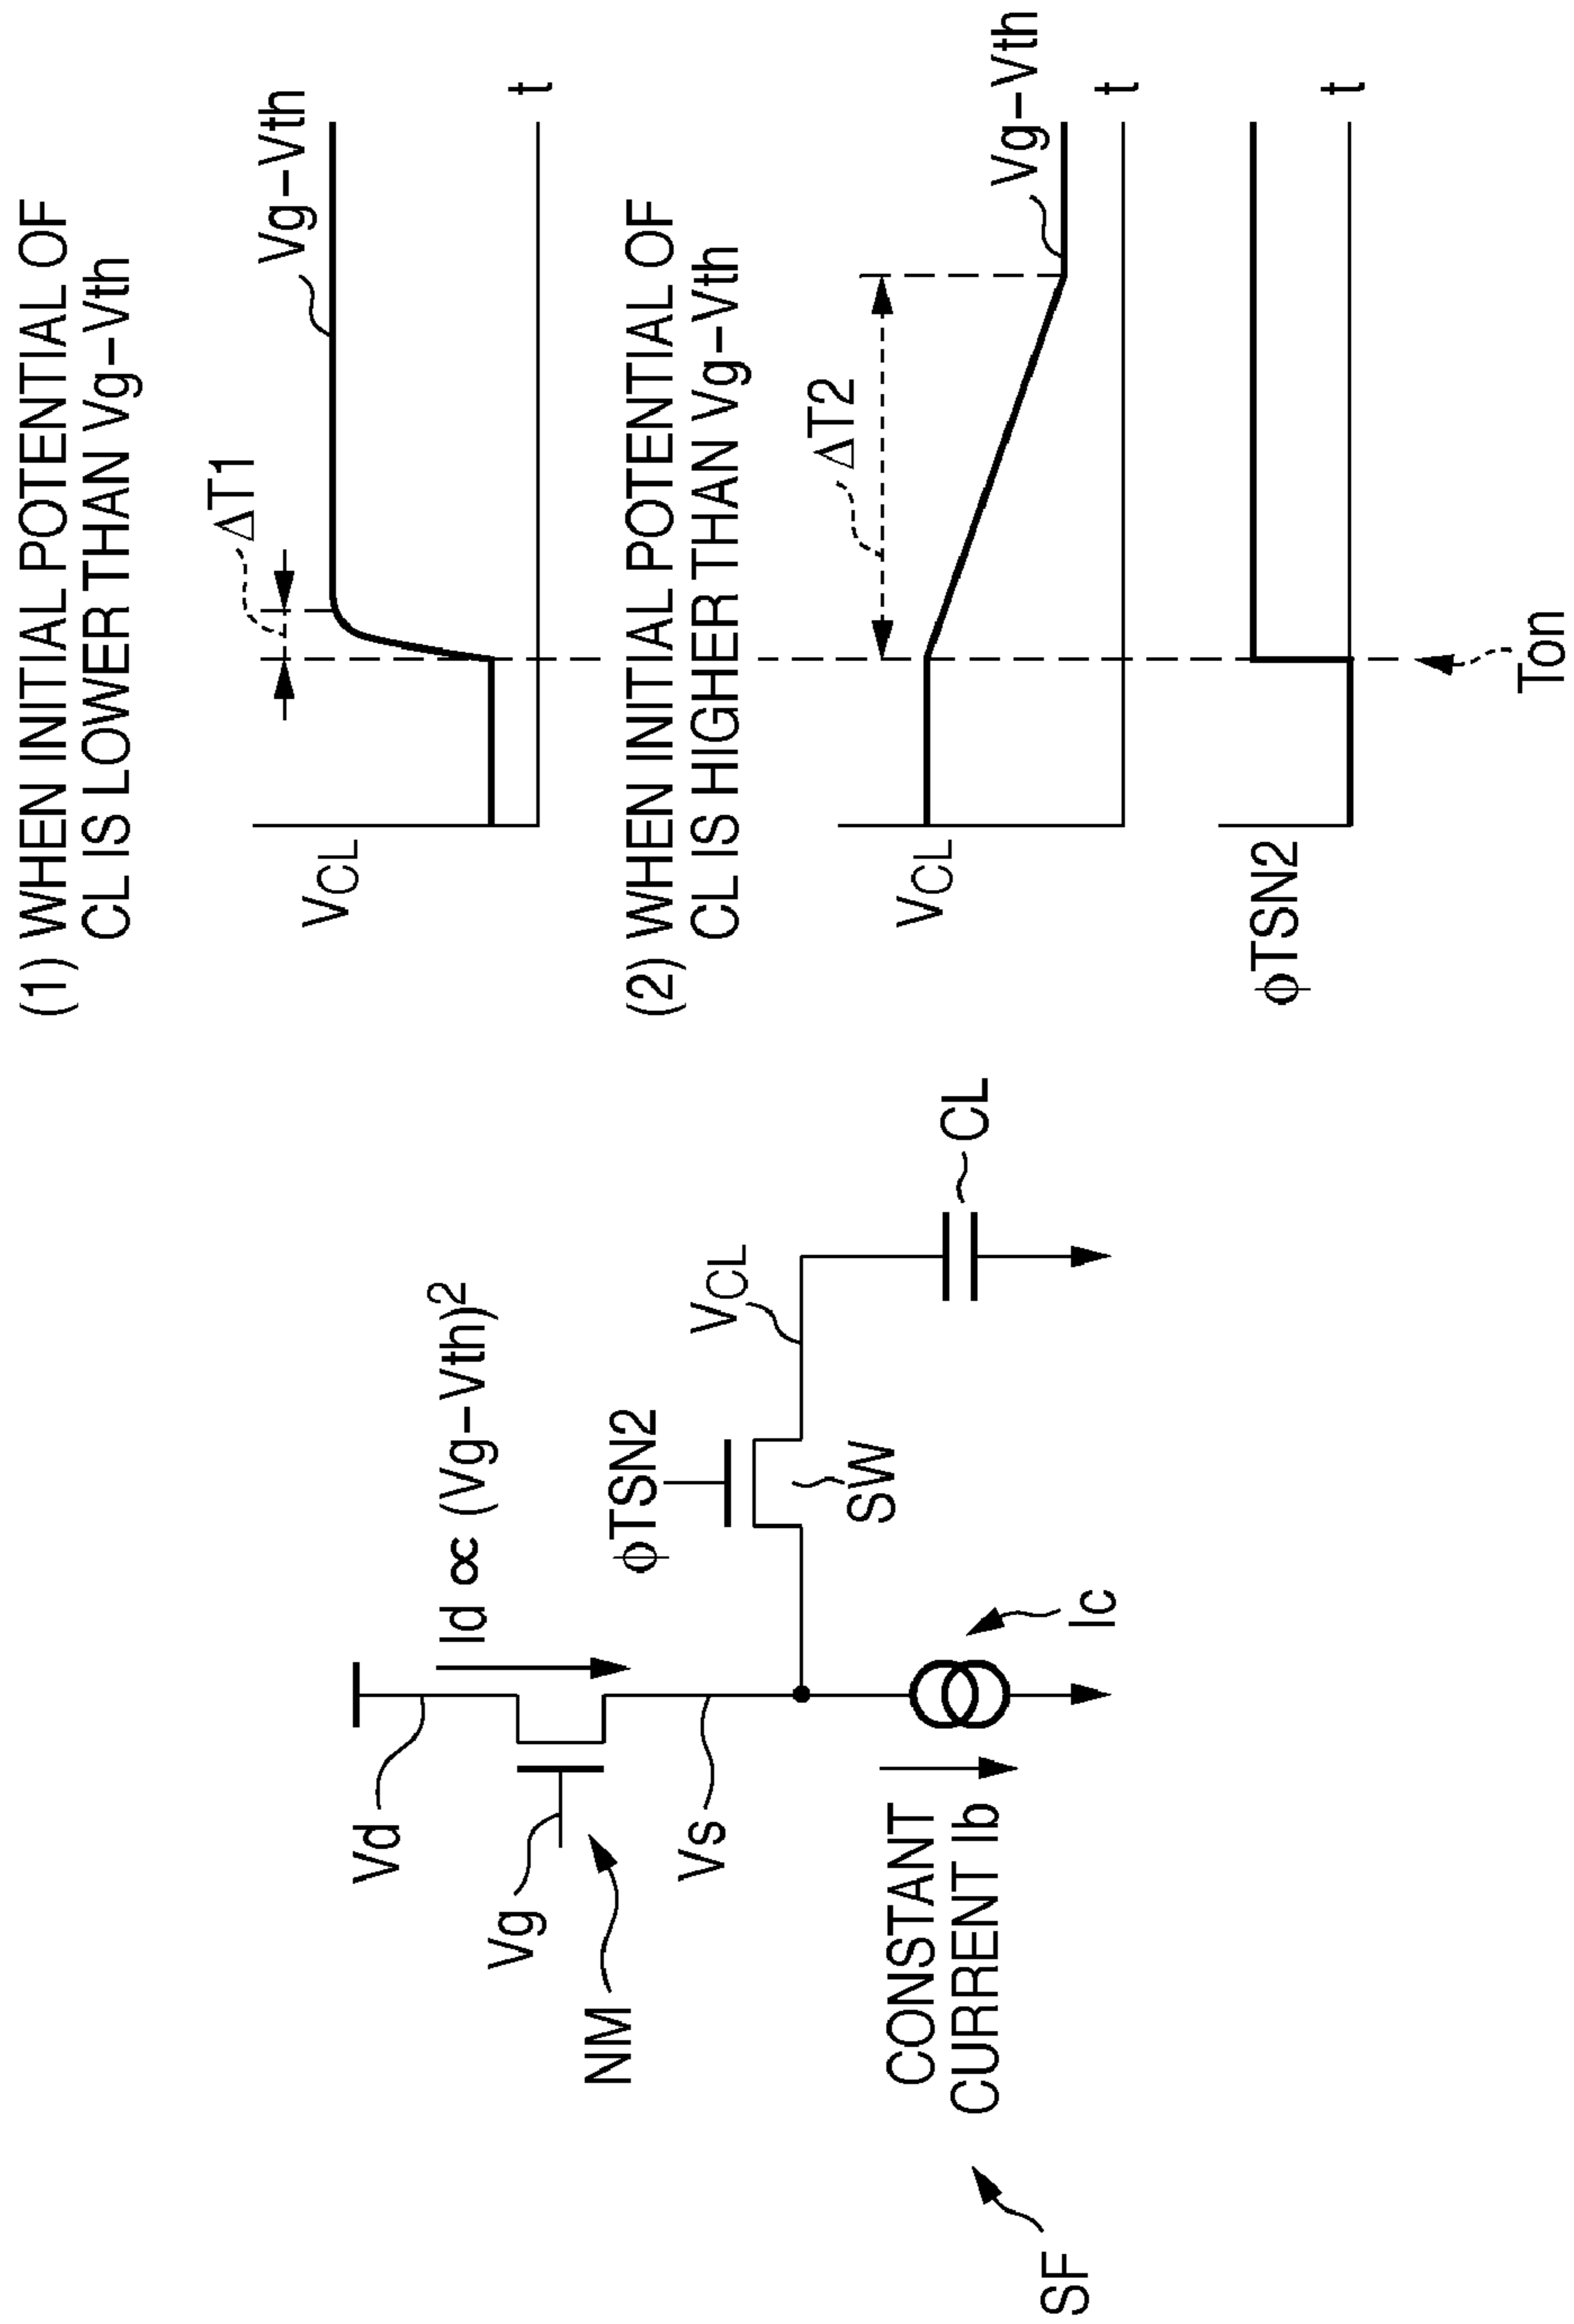 Vd
Id ∝ (Vg−Vth)²
Vg
NM
ϕTSN2
VCL
Vs
SW
CL
CONSTANT
CURRENT Ib
Ic
SF
(1) WHEN INITIAL POTENTIAL OF
CL IS LOWER THAN Vg−Vth
ΔT1
Vg−Vth
VCL
t
(2) WHEN INITIAL POTENTIAL OF
CL IS HIGHER THAN Vg−Vth
ΔT2
VCL
Vg−Vth
t
ϕTSN2
t
Ton